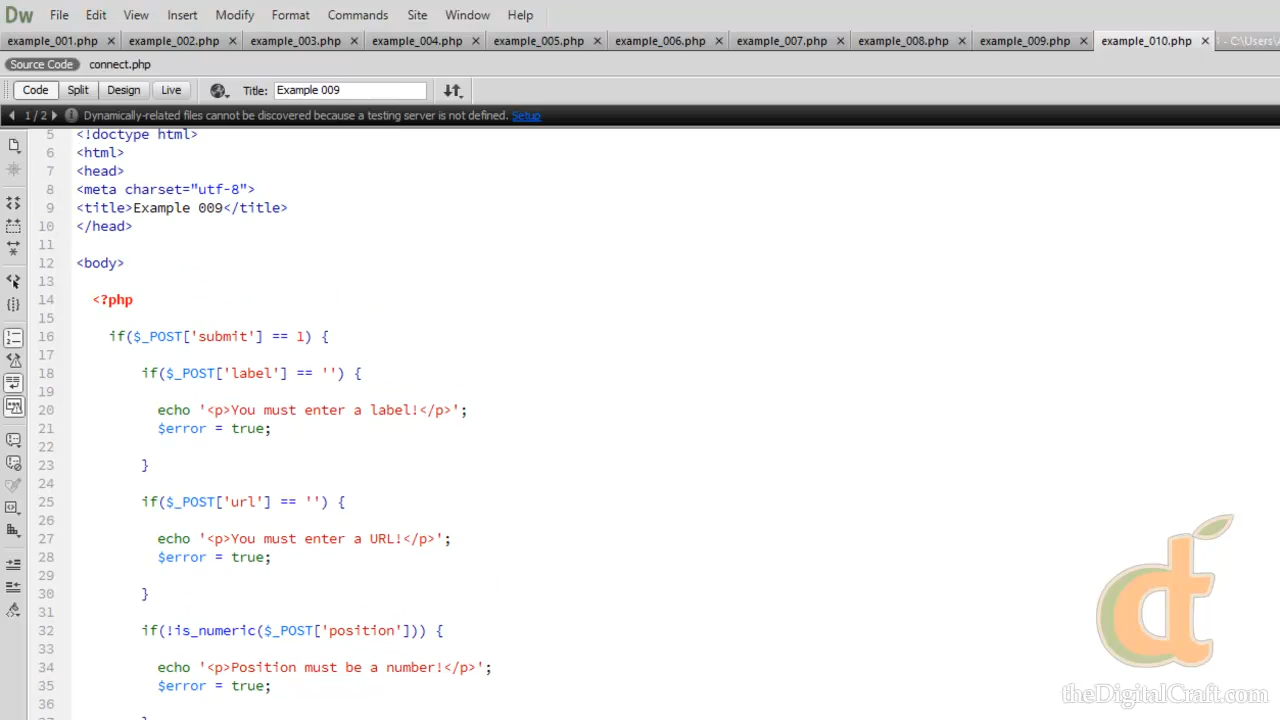 Dw File Edit View Insert Modify Format Commands Site Window Help
example_001.php × example_002.php × example_003.php × example_004.php × example_005.php × example_006.php × example_007.php × example_008.php × example_009.php × example_010.php × - C:\Users\
Source Code connect.php
Code Split Design Live Title: Example 009
1 / 2 Dynamically-related files cannot be discovered because a testing server is not defined. Setup
5 <!doctype html>
6 <html>
7 <head>
8 <meta charset="utf-8">
9 <title>Example 009</title>
10 </head>
11
12 <body>
13
14 <?php
15
16 if($_POST['submit'] == 1) {
17
18 if($_POST['label'] == '') {
19
20 echo '<p>You must enter a label!</p>';
21 $error = true;
22
23 }
24
25 if($_POST['url'] == '') {
26
27 echo '<p>You must enter a URL!</p>';
28 $error = true;
29
30 }
31
32 if(!is_numeric($_POST['position'])) {
33
34 echo '<p>Position must be a number!</p>';
35 $error = true;
36
37 }
theDigitalCraft.com